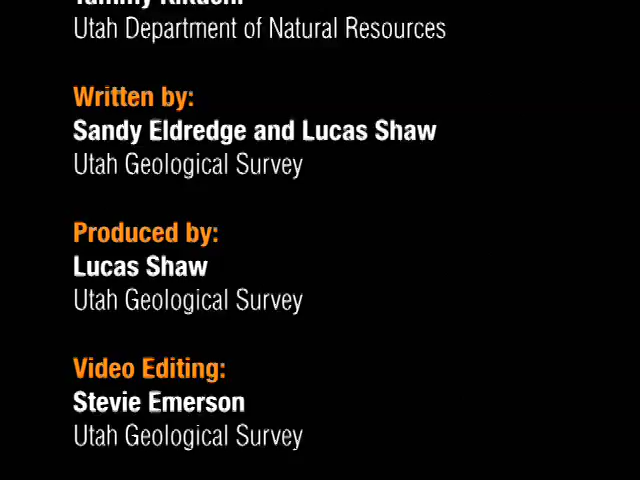 Utah Department of Natural Resources
Written by:
Sandy Eldredge and Lucas Shaw
Utah Geological Survey
Produced by:
Lucas Shaw
Utah Geological Survey
Video Editing:
Stevie Emerson
Utah Geological Survey